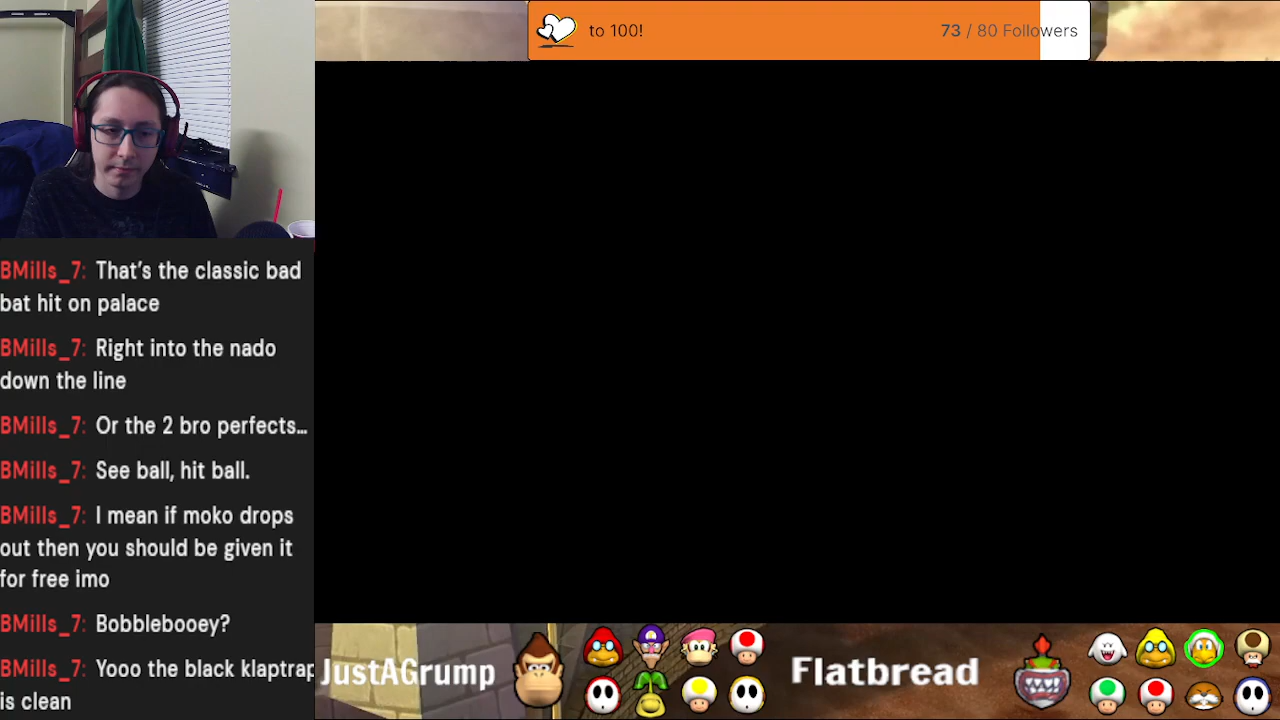 to 100!
73 / 80 Followers
BMills_7: That's the classic bad
bat hit on palace
BMills_7: Right into the nado
down the line
BMills_7: Or the 2 bro perfects...
BMills_7: See ball, hit ball.
BMills_7: I mean if moko drops
out then you should be given it
for free imo
BMills_7: Bobblebooey?
BMills_7: Yooo the black klaptrap
is clean
JustAGrump
Flatbread